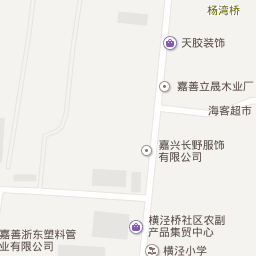 杨湾桥
天胶装饰
嘉善立晟木业厂
海客超市
嘉兴长野服饰
有限公司
横泾桥社区农副
产品集贸中心
嘉善浙东塑料管
业有限公司
横泾小学